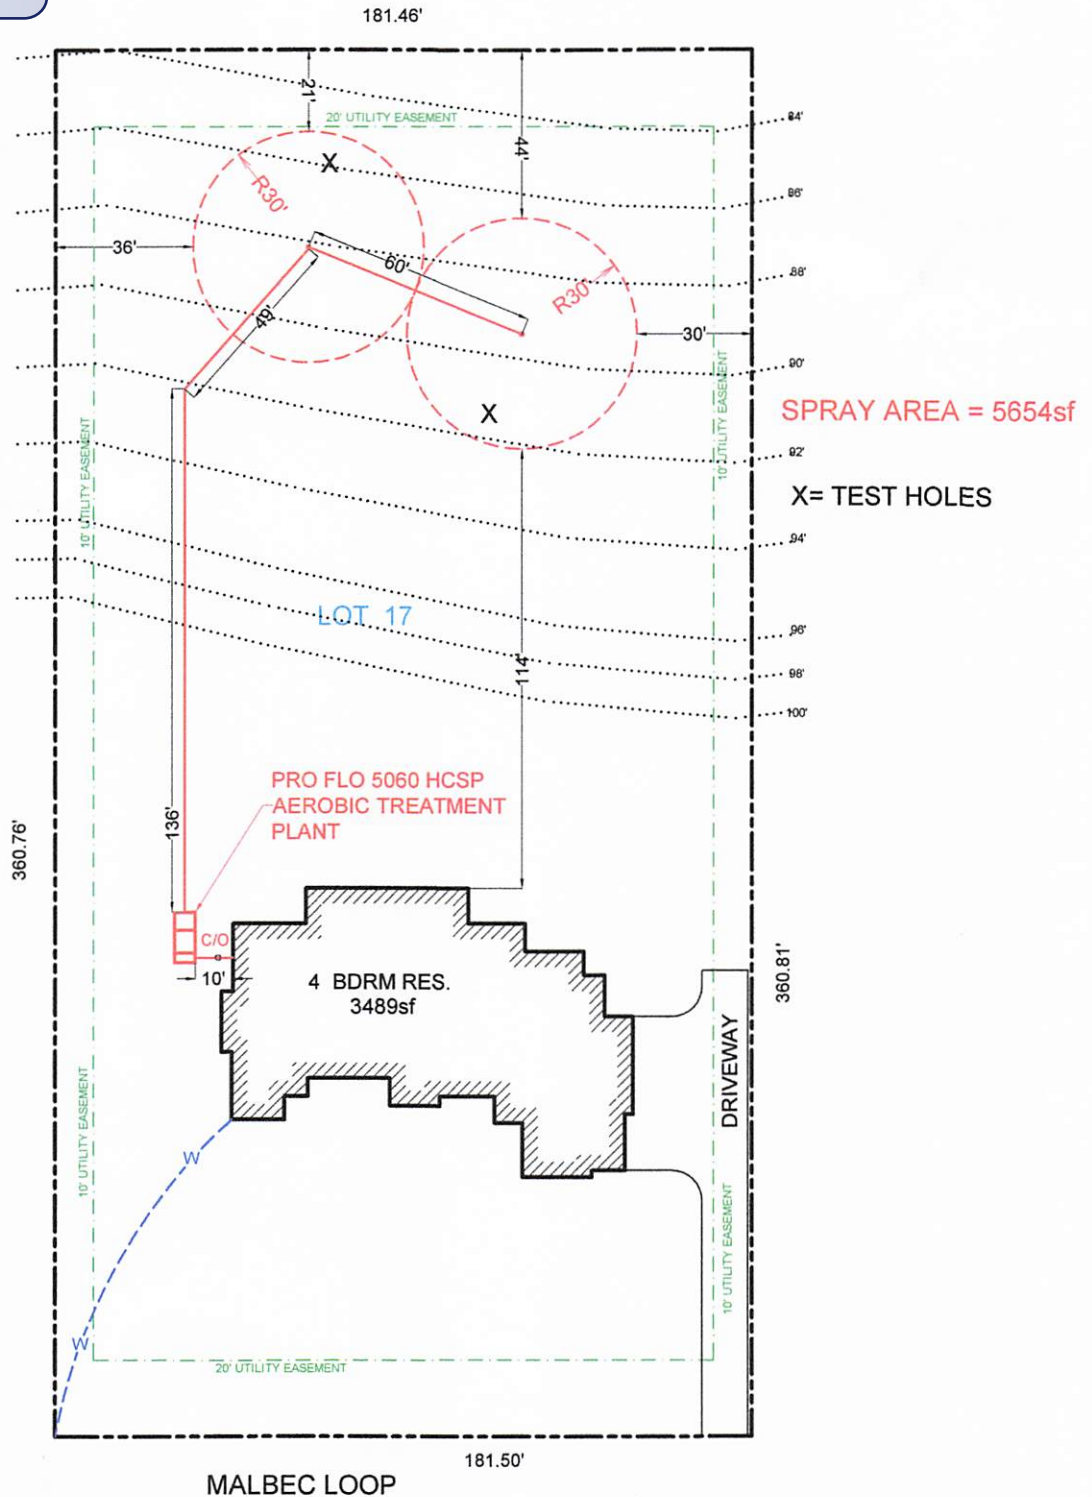 181.46'
21'
20' UTILITY EASEMENT
84'
44'
R30'
86'
36'
60'
88'
R30'
49'
30'
90'
10' UTILITY EASEMENT
SPRAY AREA = 5654sf
10' UTILITY EASEMENT
92'
X= TEST HOLES
94'
X
X
LOT 17
96'
114'
98'
100'
PRO FLO 5060 HCSP
AEROBIC TREATMENT
PLANT
136'
360.76'
C/O
10'
4 BDRM RES.
3489sf
360.81'
DRIVEWAY
10' UTILITY EASEMENT
W
10' UTILITY EASEMENT
W
20' UTILITY EASEMENT
181.50'
MALBEC LOOP